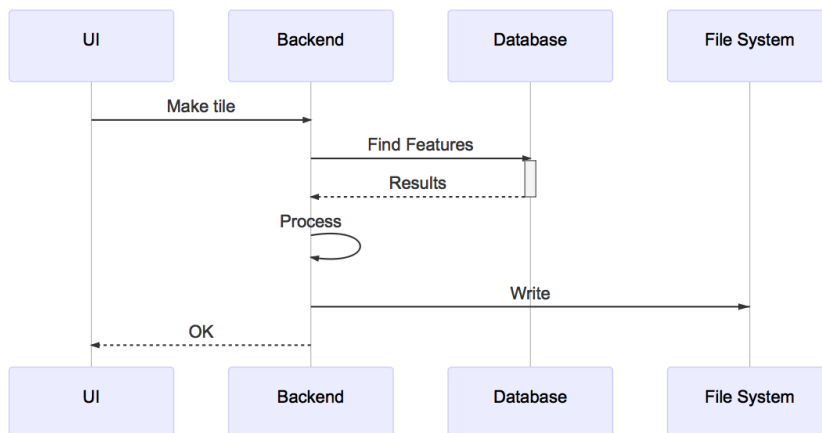 UI
Backend
Database
File System
Make tile
Find Features
Results
Process
Write
OK
UI
Backend
Database
File System